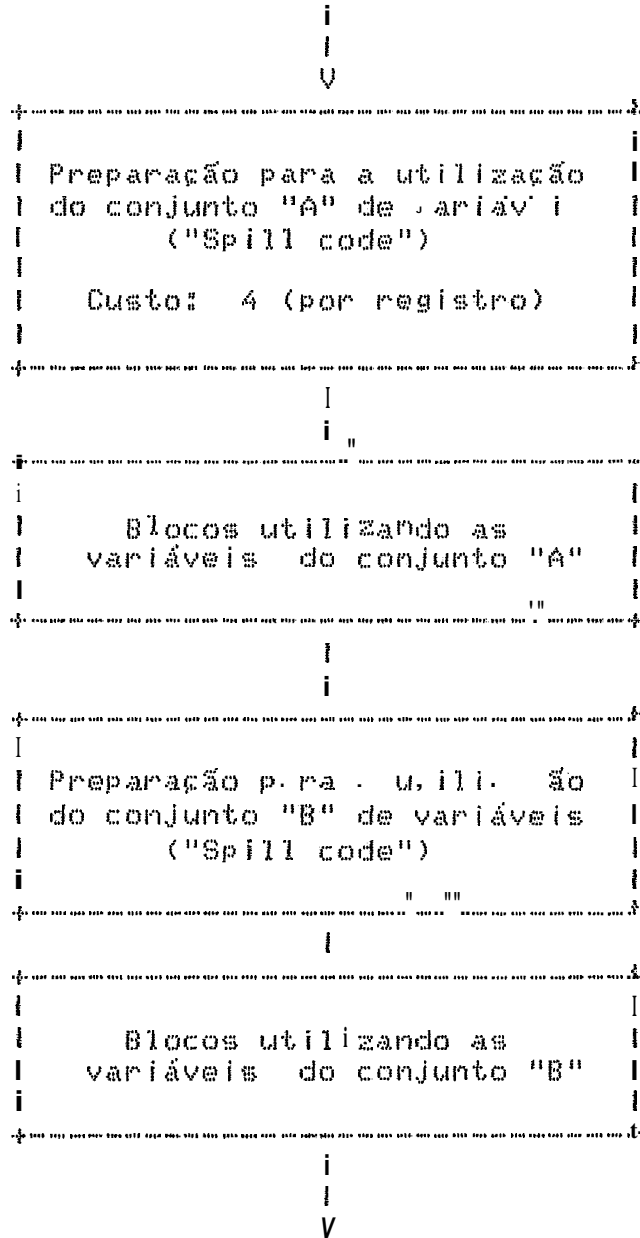 Preparação para a utilização
do conjunto "A" de
("Spill code")
Custo: 4 (por registro)
Blocos utilizando as
variáveis do conjunto "A"
Preparação
do conjunto "B" de variáveis
("Spill code")
Blocos utilizando as
variáveis do conjunto "B"